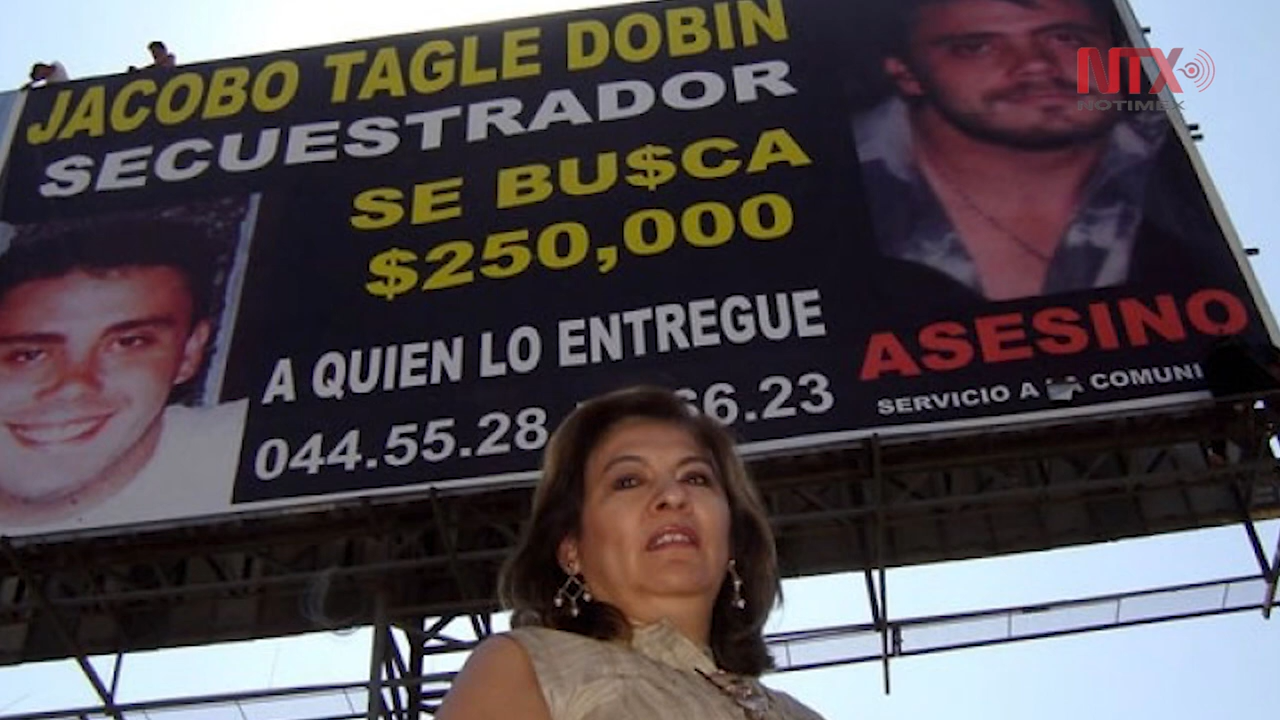 JACOBO TAGLE DOBIN
SECUESTRADOR
SE BU$CA
$250,000
A QUIEN LO ENTREGUE
044.55.28 66.23
ASESINO
SERVICIO A LA COMUNI
NTX
NOTIMEX